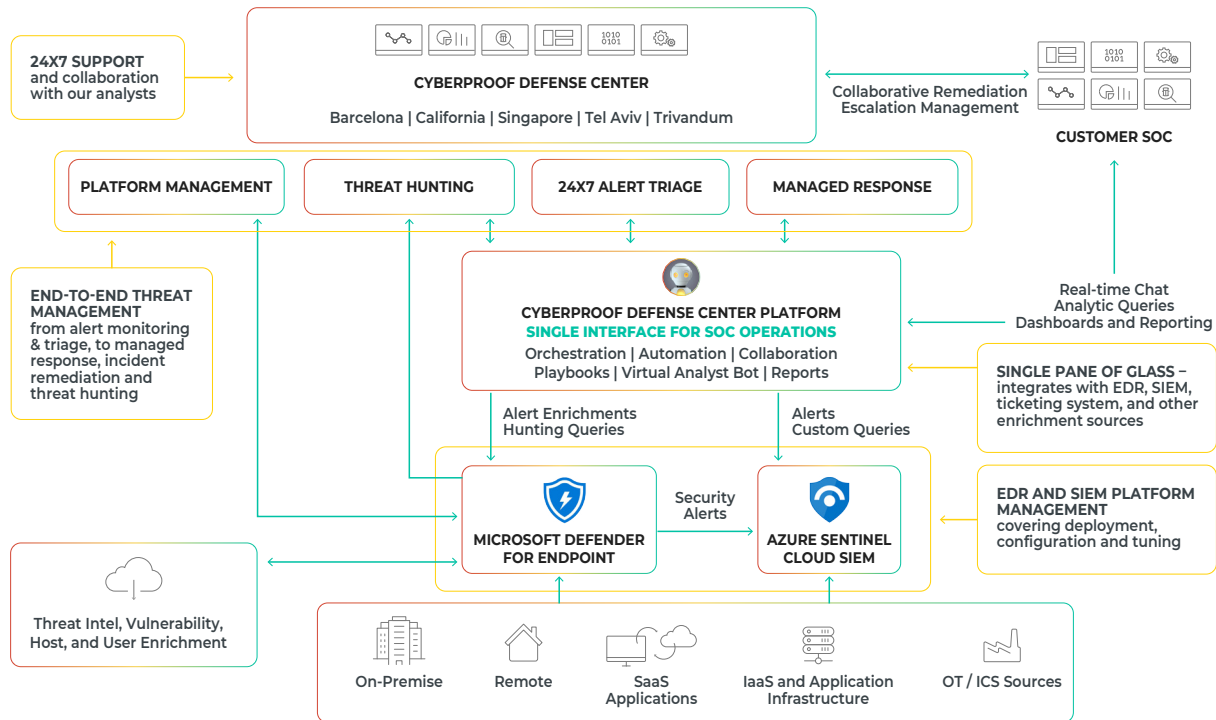 1010
0101
CYBERPROOF DEFENSE CENTER
Barcelona | California | Singapore | Tel Aviv | Trivandum
24X7 SUPPORT
and collaboration
with our analysts
Collaborative Remediation
Escalation Management
1010
0101
CUSTOMER SOC
PLATFORM MANAGEMENT
THREAT HUNTING
24X7 ALERT TRIAGE
MANAGED RESPONSE
END-TO-END THREAT
MANAGEMENT
from alert monitoring
& triage, to managed
response, incident
remediation and
threat hunting
CYBERPROOF DEFENSE CENTER PLATFORM
SINGLE INTERFACE FOR SOC OPERATIONS
Orchestration | Automation | Collaboration
Playbooks | Virtual Analyst Bot | Reports
Real-time Chat
Analytic Queries
Dashboards and Reporting
SINGLE PANE OF GLASS –
integrates with EDR, SIEM,
ticketing system, and other
enrichment sources
Alert Enrichments
Hunting Queries
Alerts
Custom Queries
MICROSOFT DEFENDER
FOR ENDPOINT
Security
Alerts
AZURE SENTINEL
CLOUD SIEM
EDR AND SIEM PLATFORM
MANAGEMENT
covering deployment,
configuration and tuning
Threat Intel, Vulnerability,
Host, and User Enrichment
On-Premise
Remote
SaaS
Applications
IaaS and Application
Infrastructure
OT / ICS Sources